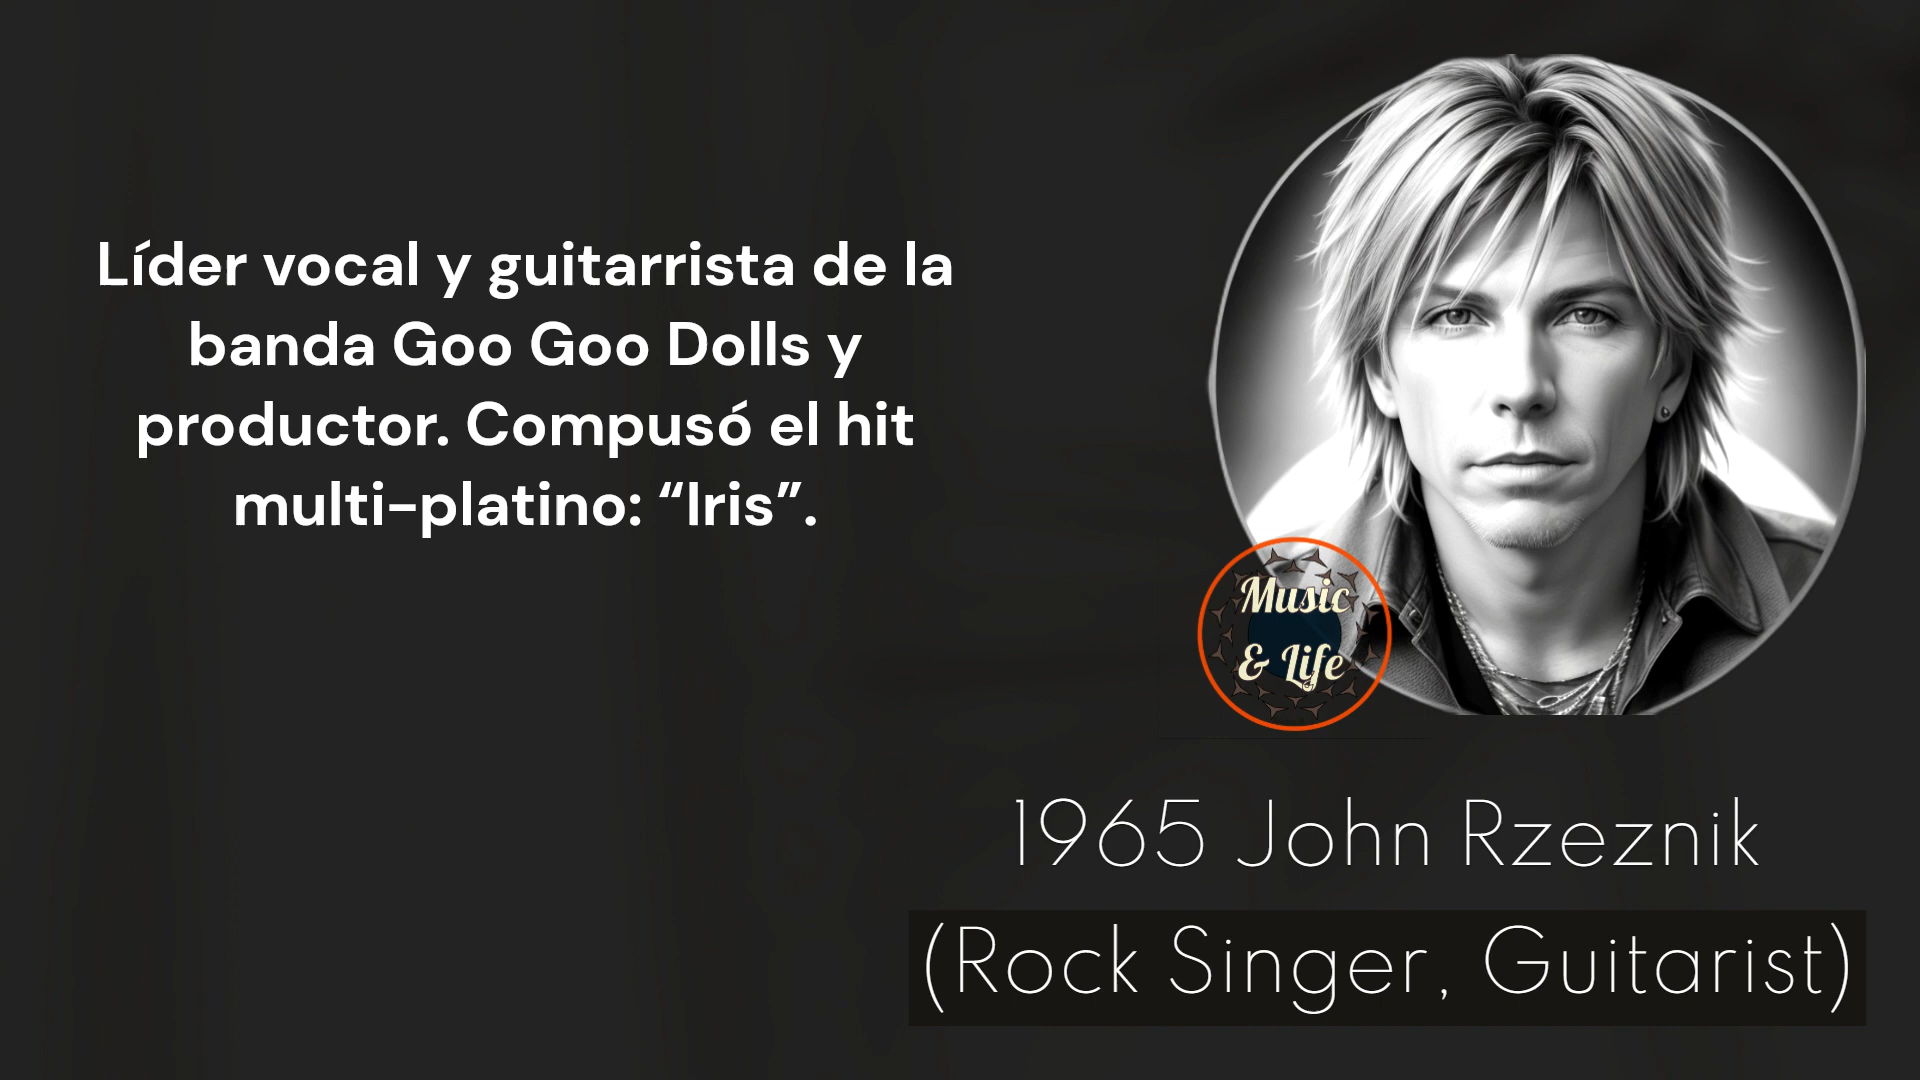 Líder vocal y guitarrista de la
banda Goo Goo Dolls y
productor. Compusó el hit
multi-platino: “Iris”.
Music
& Life
1965 John Rzeznik
(Rock Singer, Guitarist)